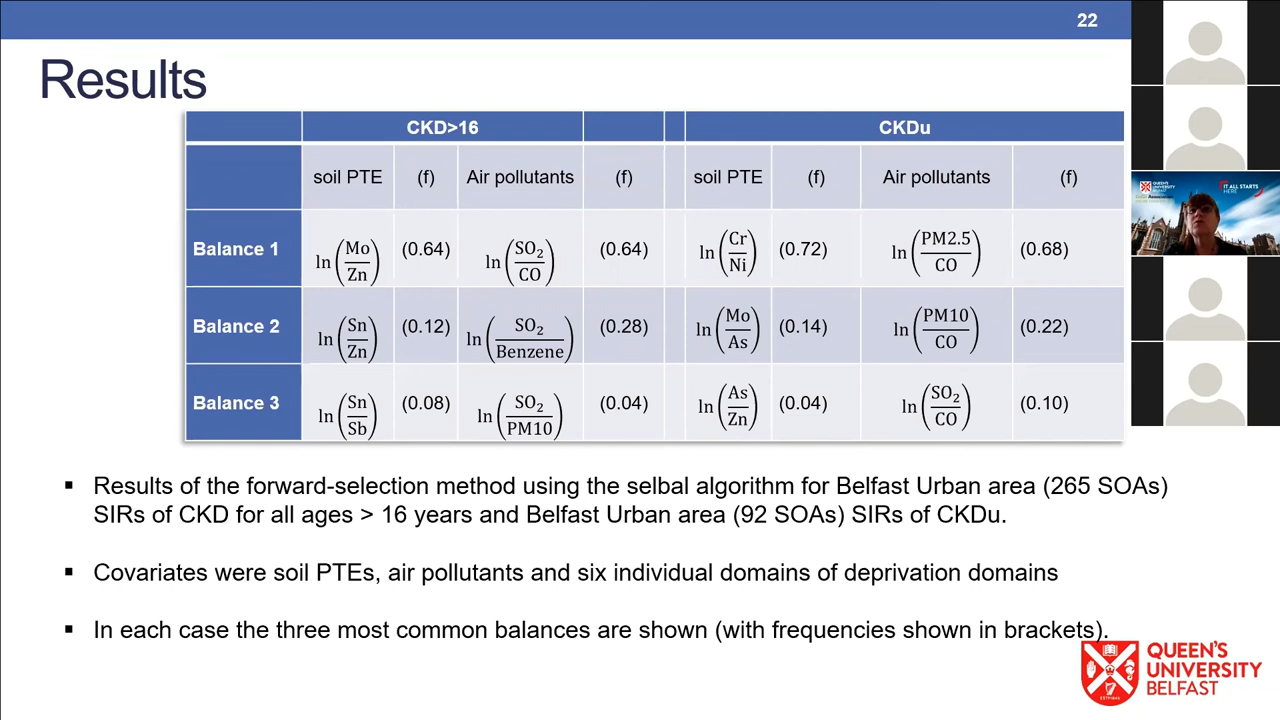 22
Results
CKD>16 CKDu
soil PTE (f) Air pollutants (f) soil PTE (f) Air pollutants (f)
Balance 1 ln(Mo/Zn) (0.64) ln(SO₂/CO) (0.64) ln(Cr/Ni) (0.72) ln(PM2.5/CO) (0.68)
Balance 2 ln(Sn/Zn) (0.12) ln(SO₂/Benzene) (0.28) ln(Mo/As) (0.14) ln(PM10/CO) (0.22)
Balance 3 ln(Sn/Sb) (0.08) ln(SO₂/PM10) (0.04) ln(As/Zn) (0.04) ln(SO₂/CO) (0.10)
▪ Results of the forward-selection method using the selbal algorithm for Belfast Urban area (265 SOAs)
SIRs of CKD for all ages > 16 years and Belfast Urban area (92 SOAs) SIRs of CKDu.
▪ Covariates were soil PTEs, air pollutants and six individual domains of deprivation domains
▪ In each case the three most common balances are shown (with frequencies shown in brackets).
QUEEN'S
UNIVERSITY
BELFAST
QUEEN'S
UNIVERSITY
BELFAST
IT ALL STARTS
HERE